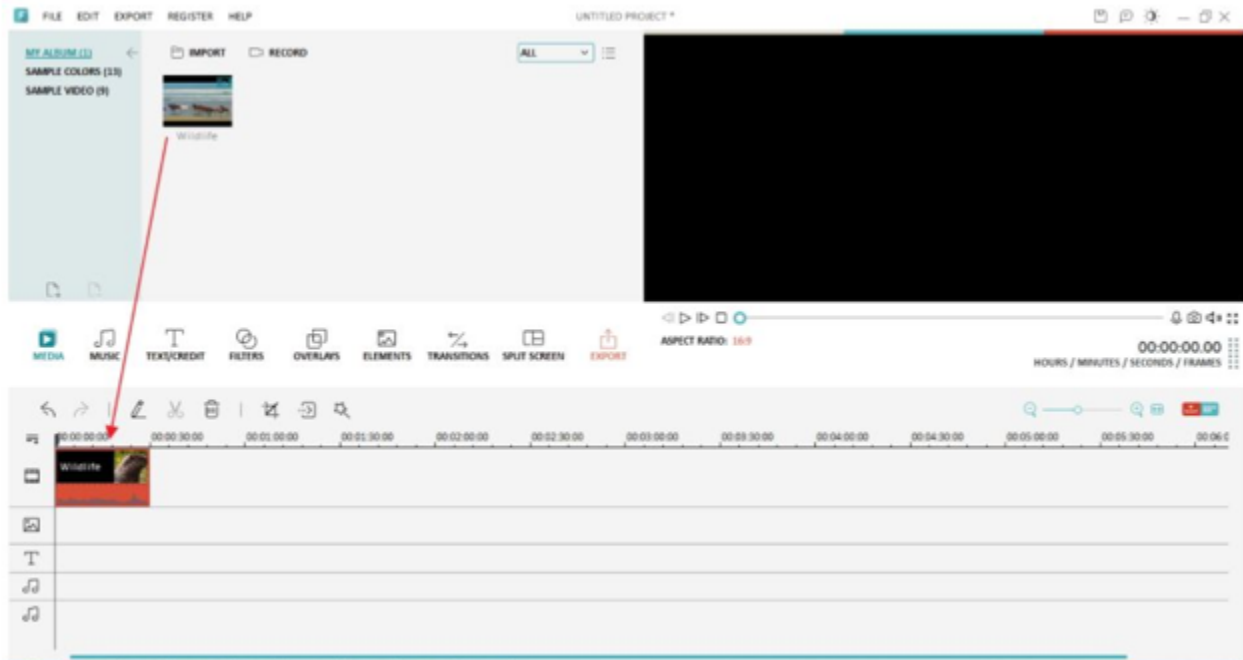 FILE EDIT EXPORT REGISTER HELP
UNTITLED PROJECT *
MY ALBUM (1)
SAMPLE COLORS (13)
SAMPLE VIDEO (9)
IMPORT RECORD
ALL
Wildlife
MEDIA MUSIC TEXT/CREDIT FILTERS OVERLAYS ELEMENTS TRANSITIONS SPLIT SCREEN EXPORT
ASPECT RATIO: 16:9
00:00:00.00
HOURS / MINUTES / SECONDS / FRAMES
00:00:00:00 00:00:30:00 00:01:00:00 00:01:30:00 00:02:00:00 00:02:30:00 00:03:00:00 00:03:30:00 00:04:00:00 00:04:30:00 00:05:00:00 00:05:30:00 00:06:0
Wildlife